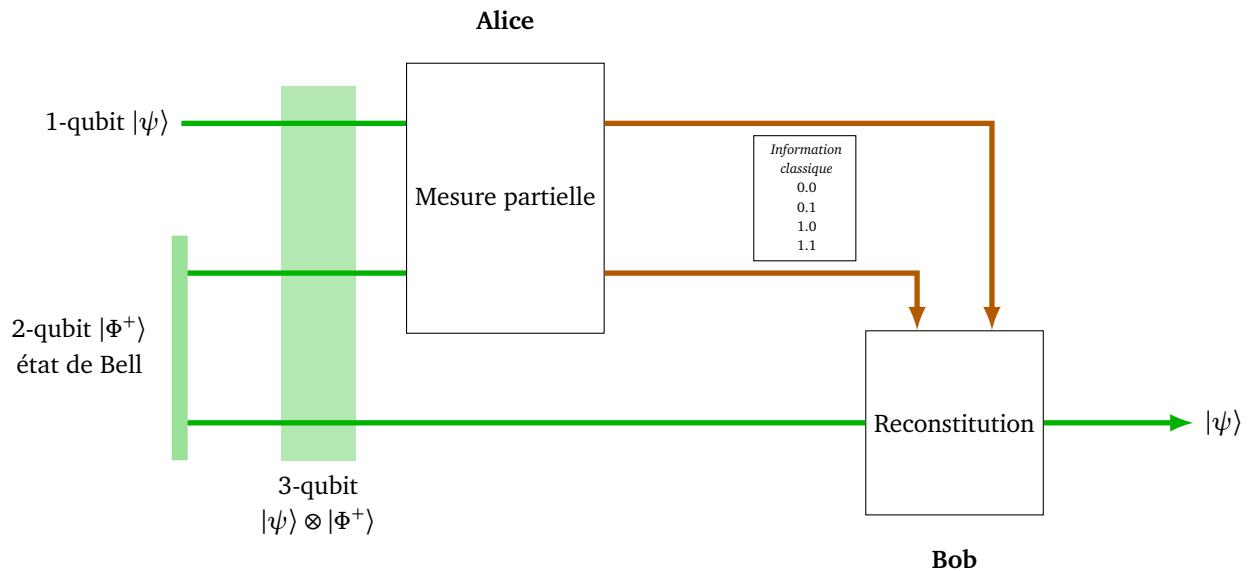 Alice
1-qubit |ψ⟩
Mesure partielle
Information
classique
0.0
0.1
1.0
1.1
2-qubit |Φ⁺⟩
état de Bell
Reconstitution
|ψ⟩
3-qubit
|ψ⟩ ⊗ |Φ⁺⟩
Bob